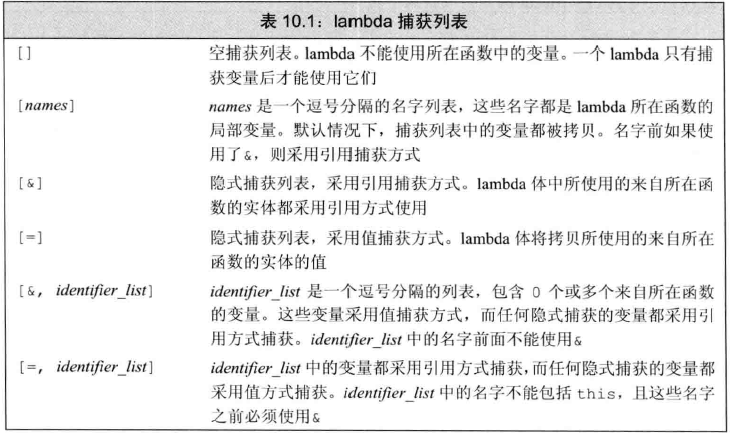 表 10.1：lambda 捕获列表
[] 空捕获列表。lambda 不能使用所在函数中的变量。一个 lambda 只有捕
获变量后才能使用它们
[names] names 是一个逗号分隔的名字列表，这些名字都是 lambda 所在函数的
局部变量。默认情况下，捕获列表中的变量都被拷贝。名字前如果使
用了&，则采用引用捕获方式
[&] 隐式捕获列表，采用引用捕获方式。lambda 体中所使用的来自所在函
数的实体都采用引用方式使用
[=] 隐式捕获列表，采用值捕获方式。lambda 体将拷贝所使用的来自所在
函数的实体的值
[&, identifier_list] identifier_list 是一个逗号分隔的列表，包含 0 个或多个来自所在函数
的变量。这些变量采用值捕获方式，而任何隐式捕获的变量都采用引
用方式捕获。identifier_list 中的名字前面不能使用&
[=, identifier_list] identifier_list 中的变量都采用引用方式捕获，而任何隐式捕获的变量都
采用值方式捕获。identifier_list 中的名字不能包括 this，且这些名字
之前必须使用&